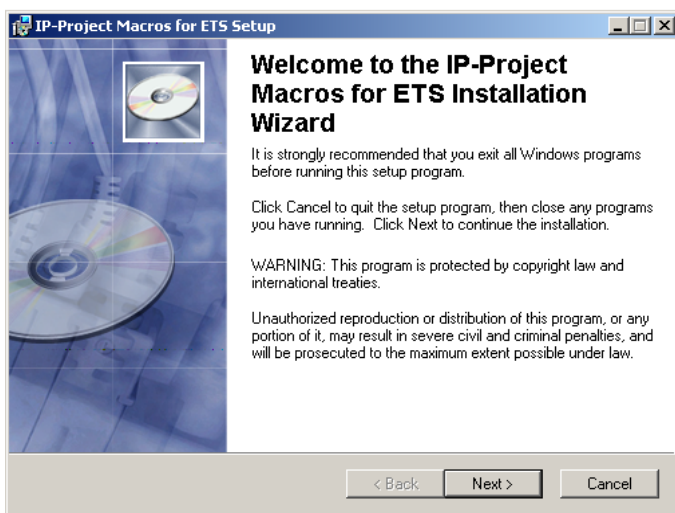 IP-Project Macros for ETS Setup
Welcome to the IP-Project
Macros for ETS Installation
Wizard
It is strongly recommended that you exit all Windows programs
before running this setup program.
Click Cancel to quit the setup program, then close any programs
you have running.  Click Next to continue the installation.
WARNING: This program is protected by copyright law and
international treaties.
Unauthorized reproduction or distribution of this program, or any
portion of it, may result in severe civil and criminal penalties, and
will be prosecuted to the maximum extent possible under law.
< Back
Next >
Cancel